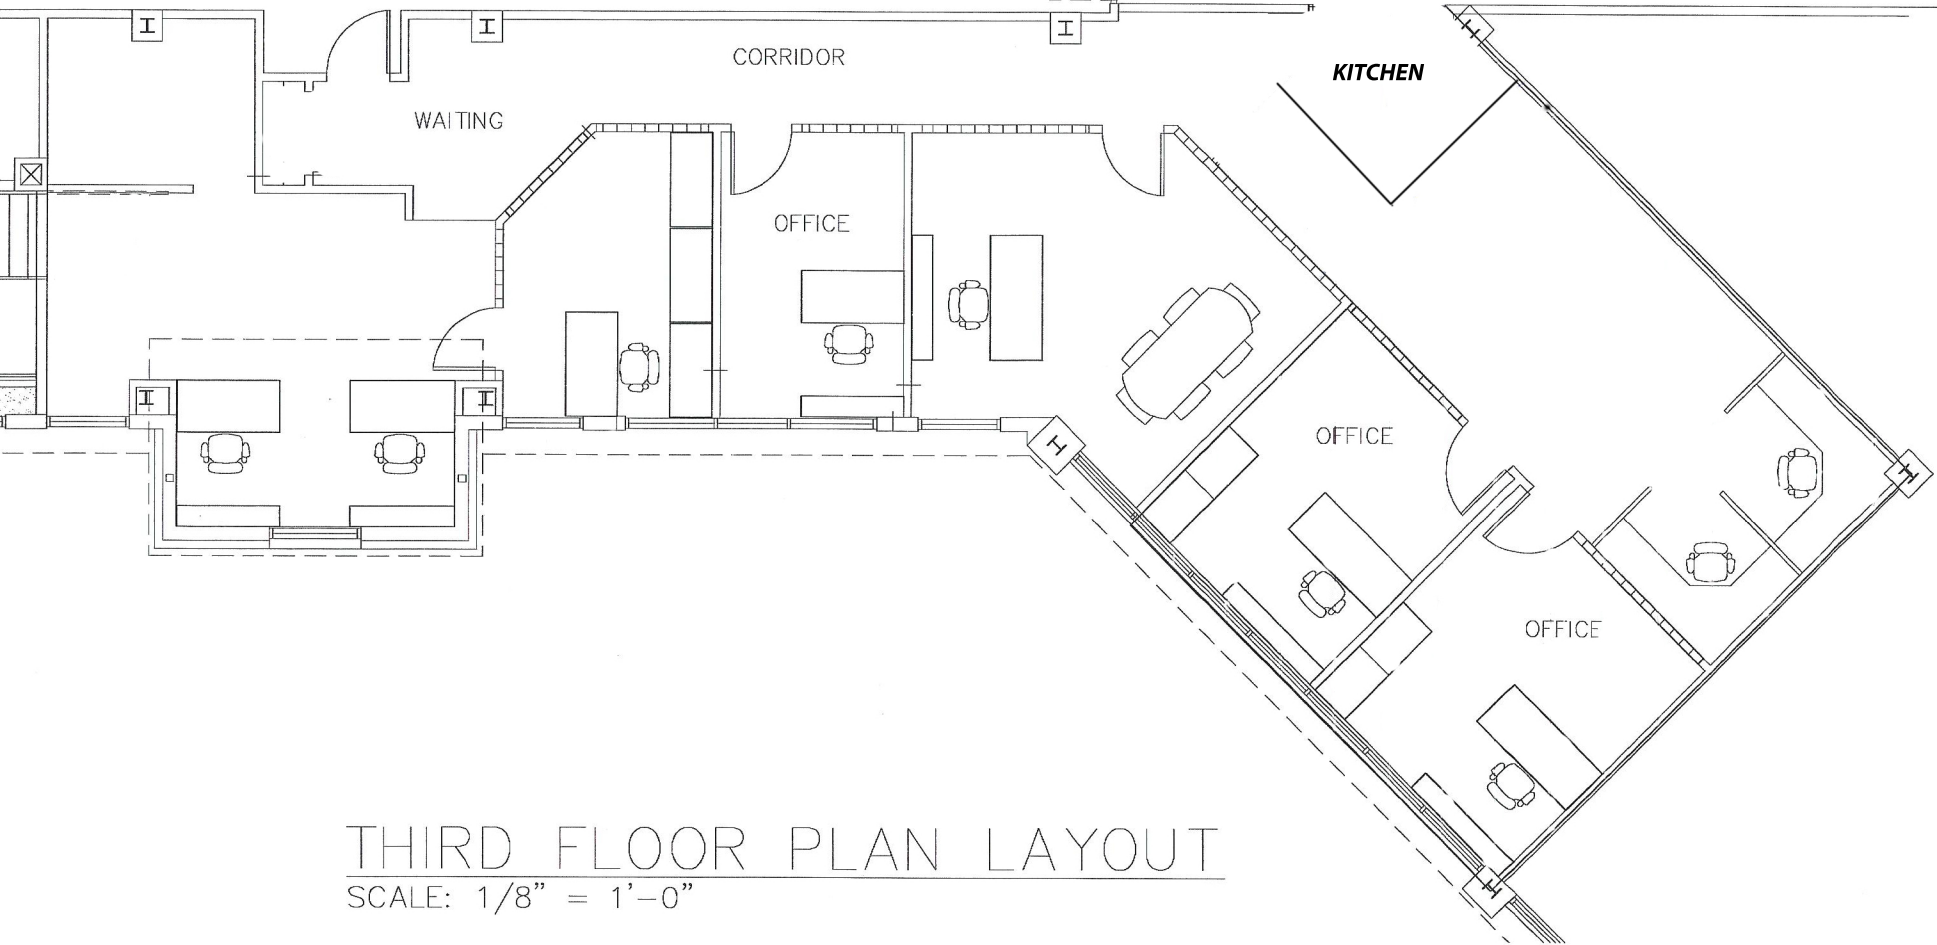 CORRIDOR
KITCHEN
WAITING
OFFICE
OFFICE
OFFICE
THIRD FLOOR PLAN LAYOUT
SCALE: 1/8" = 1'-0"